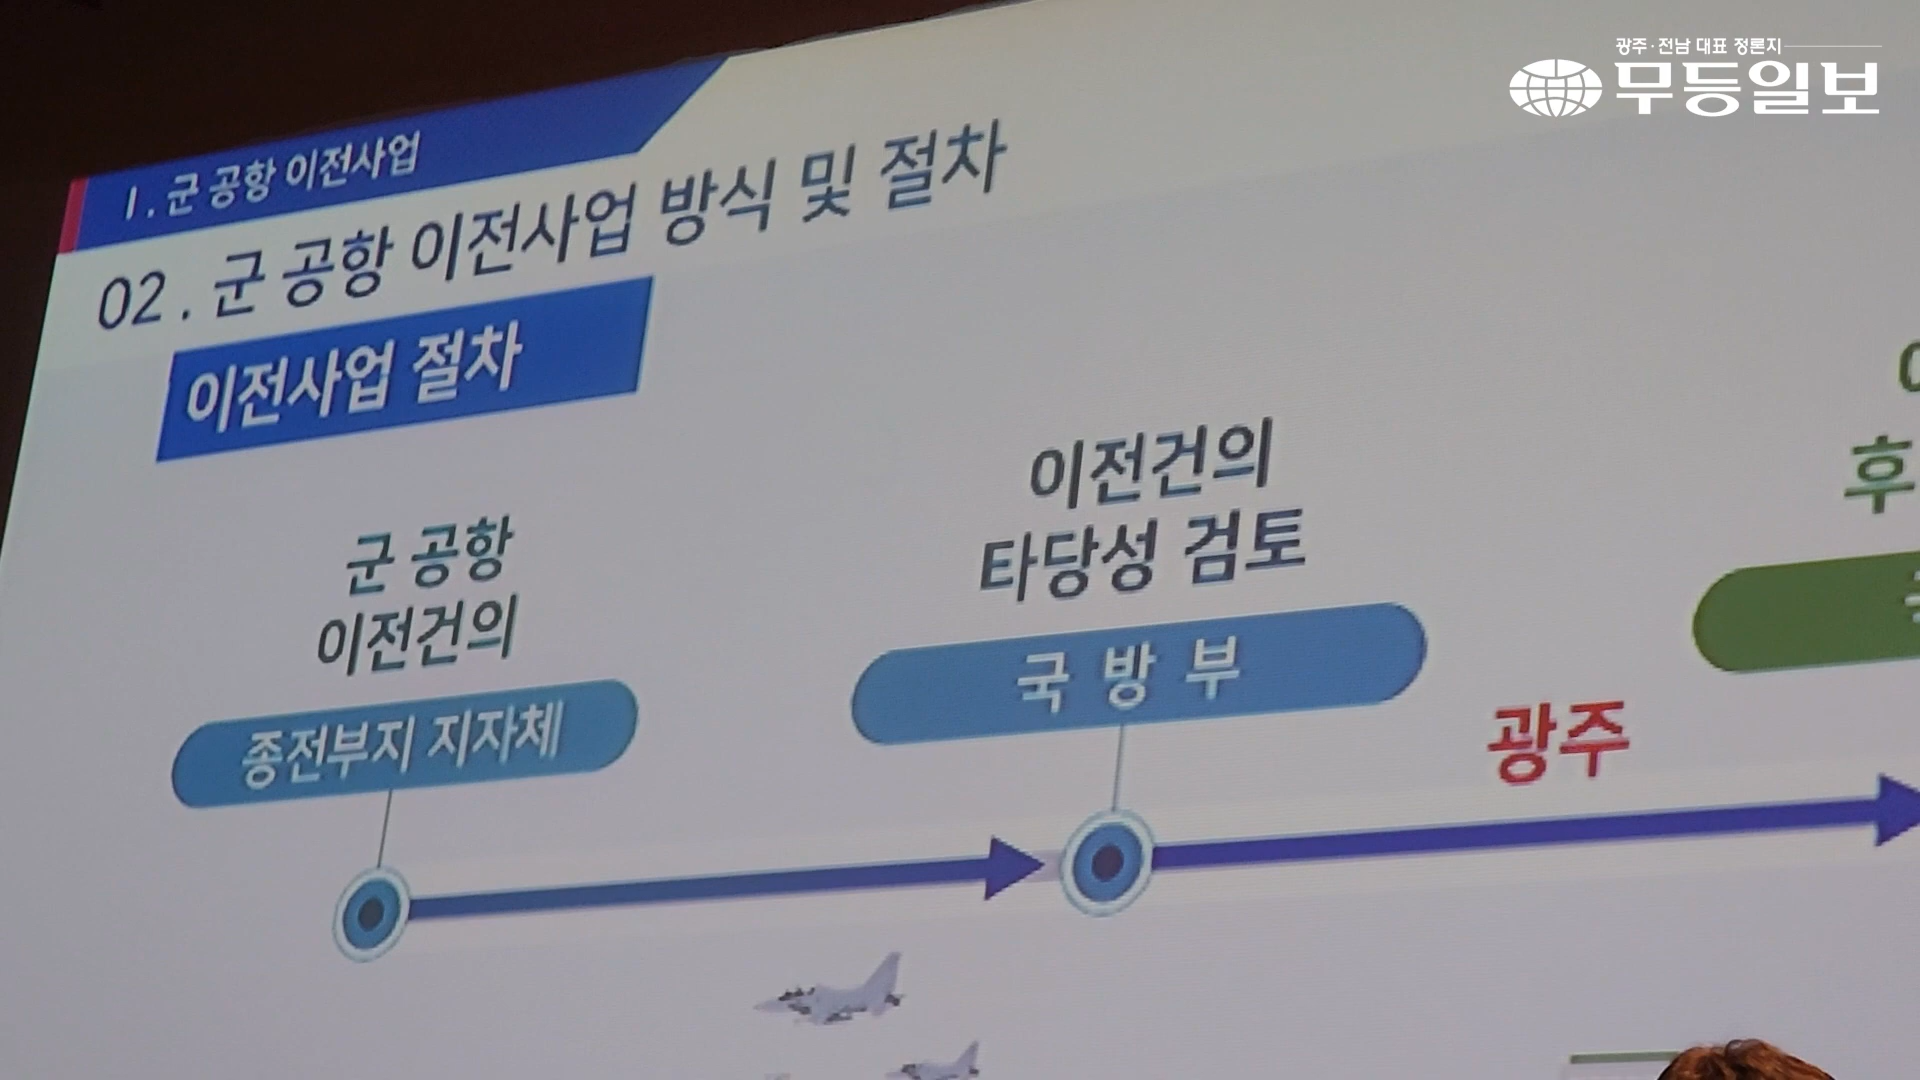 광주·전남 대표 정론지
무등일보
Ⅰ. 군 공항 이전사업
02. 군 공항 이전사업 방식 및 절차
이전사업 절차
군 공항
이전건의
종전부지 지자체
이전건의
타당성 검토
국 방 부
광주
후